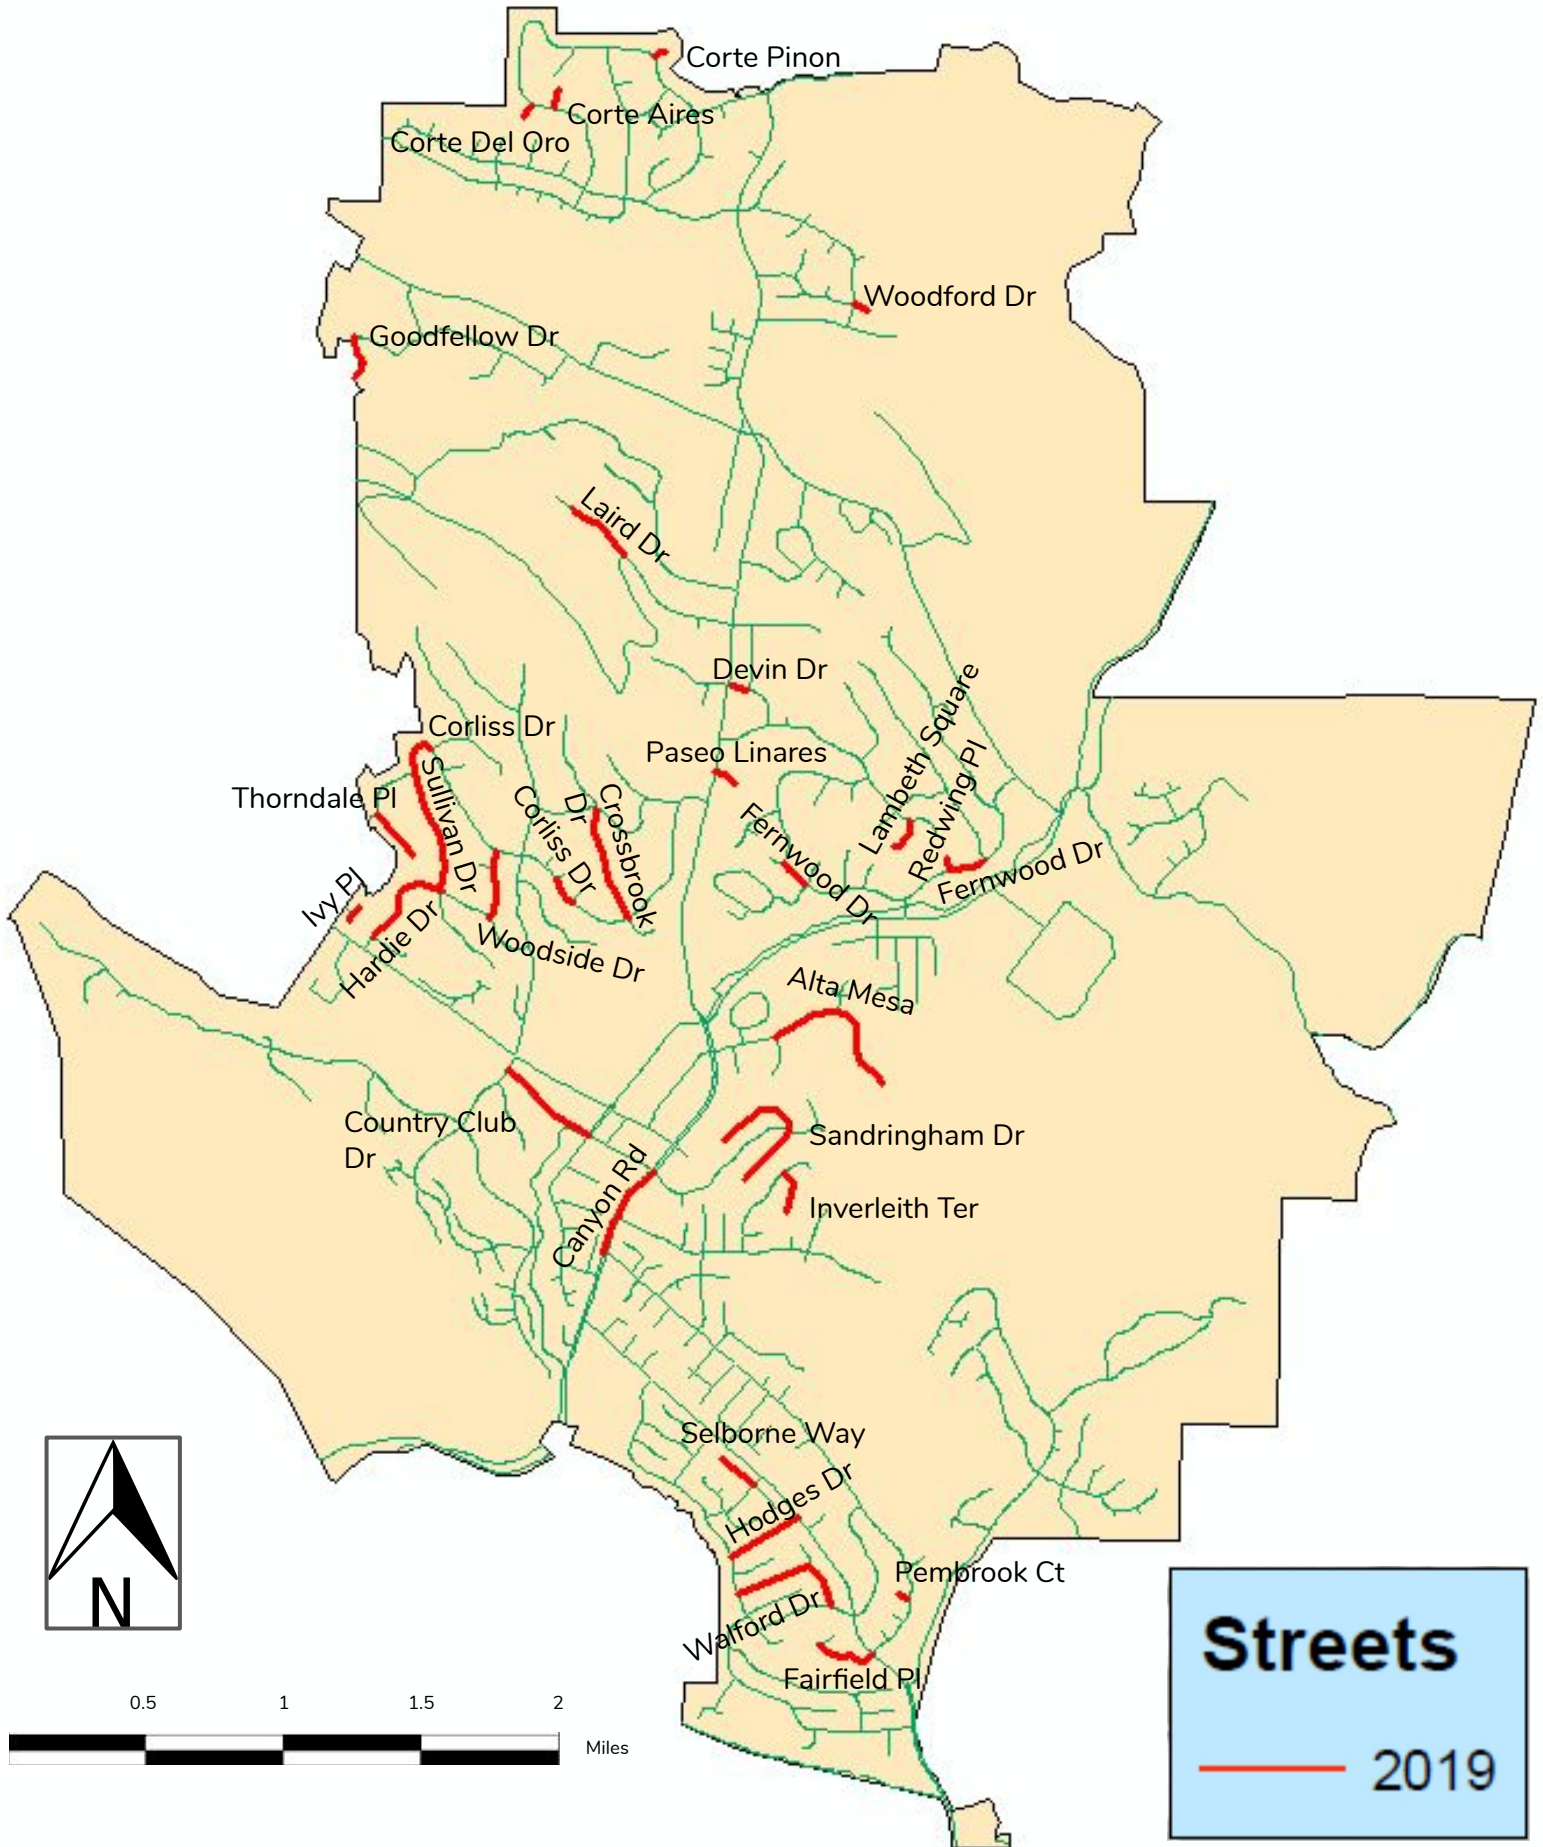 Corte Pinon
Corte Aires
Corte Del Oro
Woodford Dr
Goodfellow Dr
Laird Dr
Devin Dr
Lambeth Square
Corliss Dr
Paseo Linares
Redwing Pl
Sullivan Dr
Thorndale Pl
Corliss Dr
Crossbrook
Dr
Fernwood Dr
Fernwood Dr
Ivy Pl
Hardie Dr
Woodside Dr
Alta Mesa
Country Club
Dr
Sandringham Dr
Canyon Rd
Inverleith Ter
Selborne Way
Hodges Dr
Pembrook Ct
Walford Dr
Fairfield Pl
N
0.5 1 1.5 2
Miles
Streets
2019